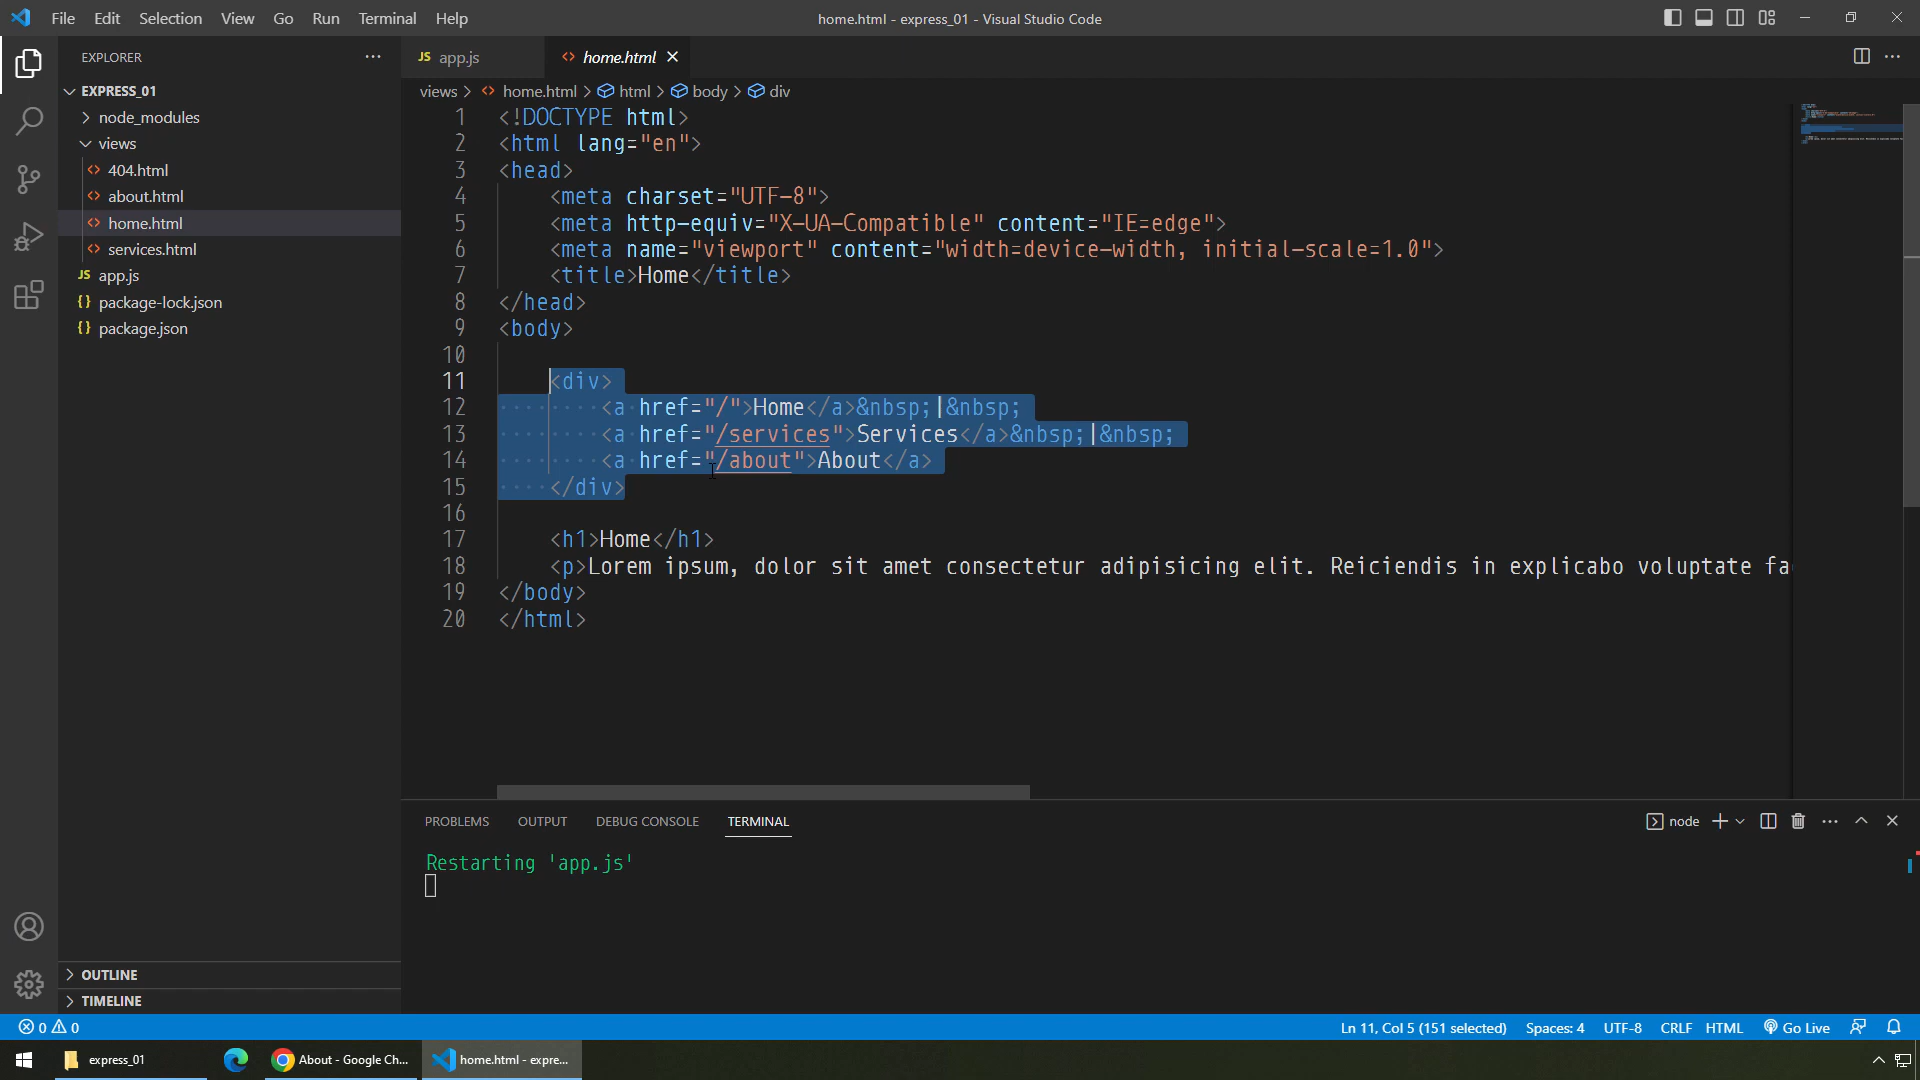 File Edit Selection View Go Run Terminal Help
home.html - express_01 - Visual Studio Code
EXPLORER
EXPRESS_01
node_modules
views
404.html
about.html
home.html
services.html
JS app.js
{} package-lock.json
{} package.json
OUTLINE
TIMELINE
JS app.js
home.html
views > home.html > html > body > div
1 <!DOCTYPE html>
2 <html lang="en">
3 <head>
4 <meta charset="UTF-8">
5 <meta http-equiv="X-UA-Compatible" content="IE=edge">
6 <meta name="viewport" content="width=device-width, initial-scale=1.0">
7 <title>Home</title>
8 </head>
9 <body>
10
11 <div>
12 <a href="/">Home</a>&nbsp;|&nbsp;
13 <a href="/services">Services</a>&nbsp;|&nbsp;
14 <a href="/about">About</a>
15 </div>
16
17 <h1>Home</h1>
18 <p>Lorem ipsum, dolor sit amet consectetur adipisicing elit. Reiciendis in explicabo voluptate fa
19 </body>
20 </html>
PROBLEMS OUTPUT DEBUG CONSOLE TERMINAL
node
Restarting 'app.js'
0 0
Ln 11, Col 5 (151 selected) Spaces: 4 UTF-8 CRLF HTML Go Live
express_01
About - Google Ch...
home.html - expre...